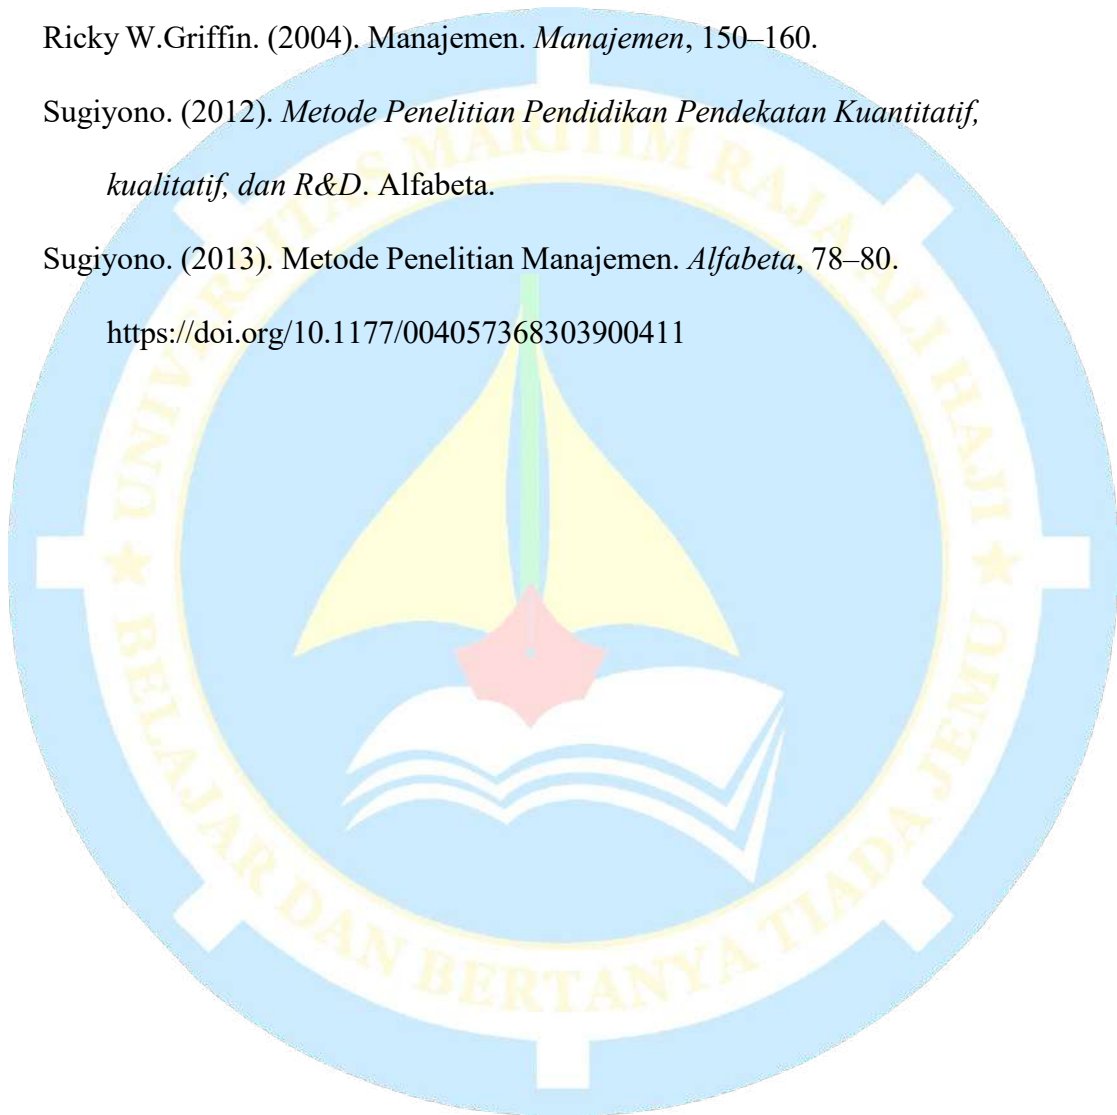 Ricky W.Griffin. (2004). Manajemen. Manajemen, 150–160.
Sugiyono. (2012). Metode Penelitian Pendidikan Pendekatan Kuantitatif,
kualitatif, dan R&D. Alfabeta.
Sugiyono. (2013). Metode Penelitian Manajemen. Alfabeta, 78–80.
https://doi.org/10.1177/004057368303900411
UNIVERSITAS MARITIM RAJA ALI HAJI
BELAJAR DAN BERTANYA TIADA JEMU